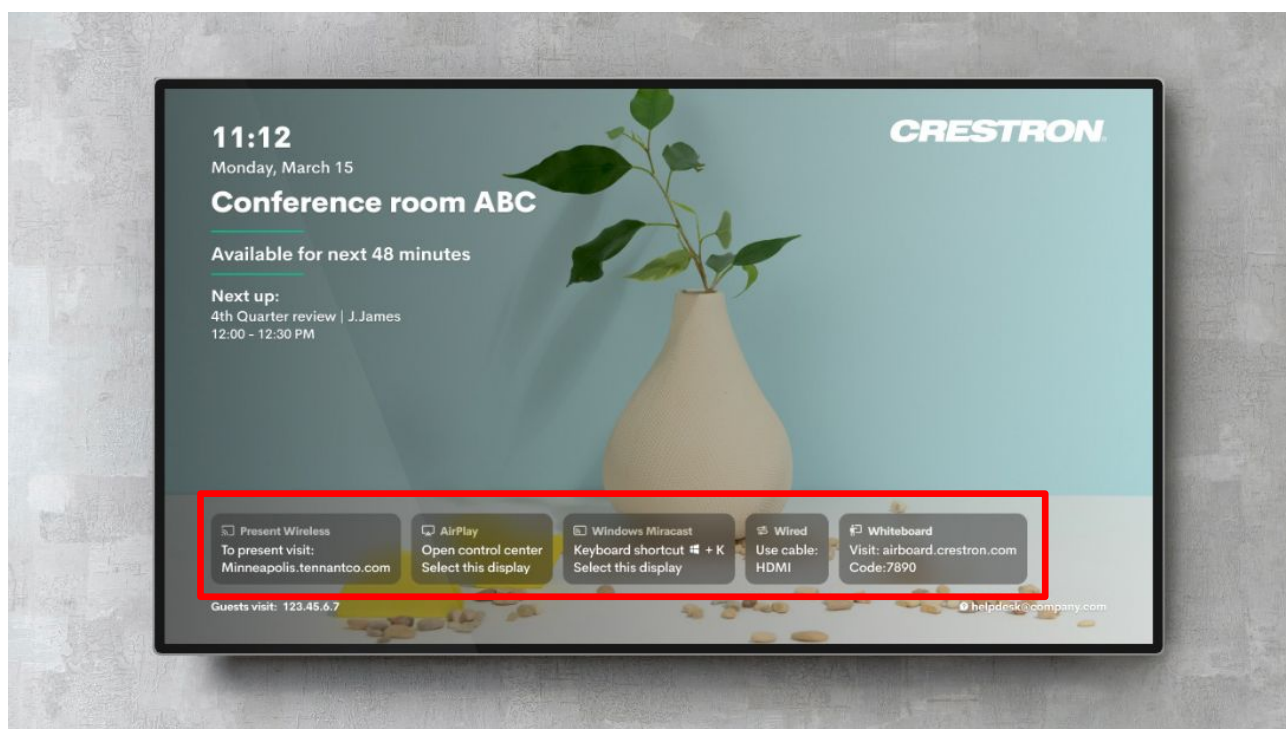 11:12
Monday, March 15
CRESTRON.
Conference room ABC
Available for next 48 minutes
Next up:
4th Quarter review | J.James
12:00 - 12:30 PM
Present Wireless
To present visit:
Minneapolis.tennantco.com
AirPlay
Open control center
Select this display
Windows Miracast
Keyboard shortcut + K
Select this display
Wired
Use cable:
HDMI
Whiteboard
Visit: airboard.crestron.com
Code:7890
Guests visit: 123.45.6.7
helpdesk@company.com